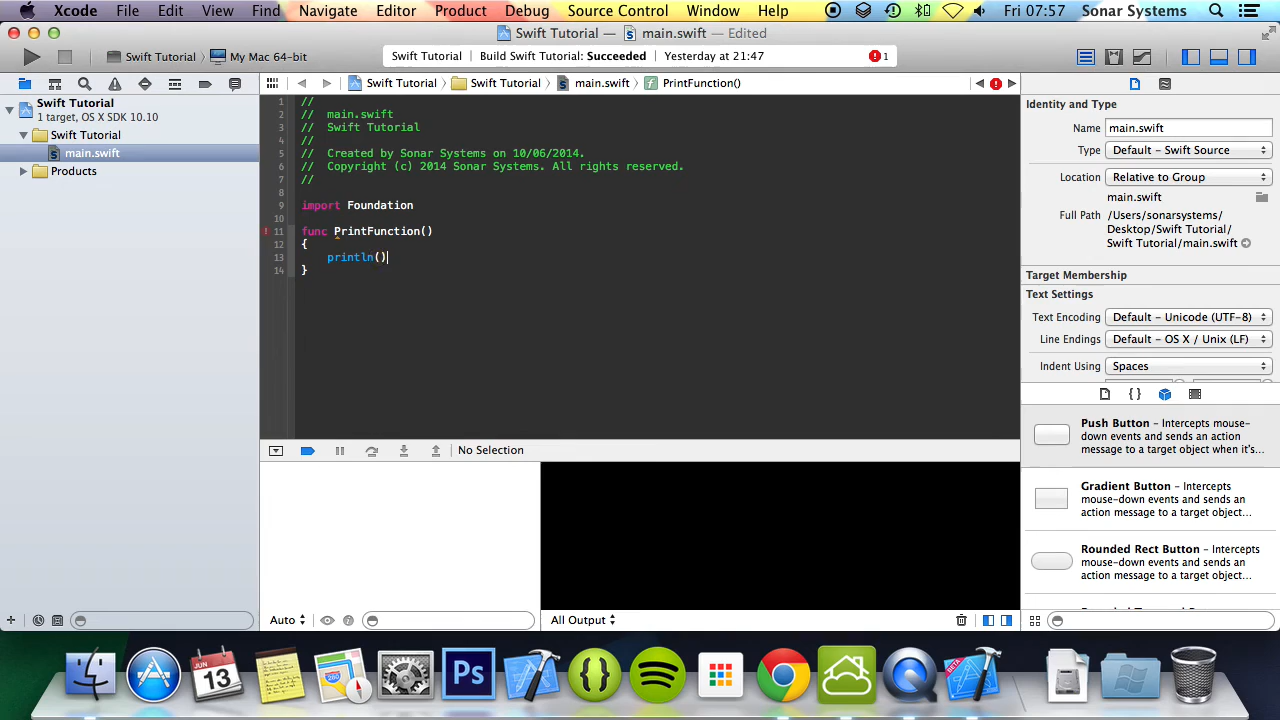 Xcode File Edit View Find Navigate Editor Product Debug Source Control Window Help Fri 07:57 Sonar Systems
Swift Tutorial — main.swift — Edited
Swift Tutorial My Mac 64-bit
Swift Tutorial Build Swift Tutorial: Succeeded Yesterday at 21:47 1
Swift Tutorial Swift Tutorial main.swift PrintFunction()
Swift Tutorial
1 target, OS X SDK 10.10
Swift Tutorial
main.swift
Products
1 //
2 // main.swift
3 // Swift Tutorial
4 //
5 // Created by Sonar Systems on 10/06/2014.
6 // Copyright (c) 2014 Sonar Systems. All rights reserved.
7 //
8
9 import Foundation
10
11 func PrintFunction()
12 {
13 println()
14 }
No Selection
Auto
All Output
Identity and Type
Name main.swift
Type Default - Swift Source
Location Relative to Group
main.swift
Full Path /Users/sonarsystems/
Desktop/Swift Tutorial/
Swift Tutorial/main.swift
Target Membership
Text Settings
Text Encoding Default - Unicode (UTF-8)
Line Endings Default - OS X / Unix (LF)
Indent Using Spaces
Push Button - Intercepts mouse-
down events and sends an action
message to a target object when it's...
Gradient Button - Intercepts
mouse-down events and sends an
action message to a target object...
Rounded Rect Button - Intercepts
mouse-down events and sends an
action message to a target object...
JUN
13
Ps
BETA